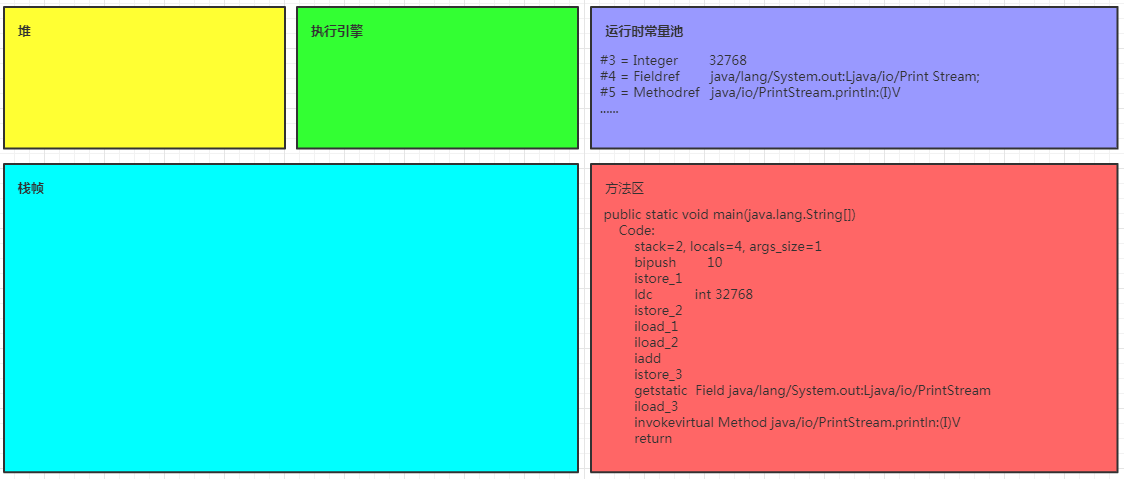 堆
执行引擎
运行时常量池
#3 = Integer 32768
#4 = Fieldref java/lang/System.out:Ljava/io/Print Stream;
#5 = Methodref java/io/PrintStream.println:(I)V
......
栈帧
方法区
public static void main(java.lang.String[])
Code:
stack=2, locals=4, args_size=1
bipush 10
istore_1
ldc int 32768
istore_2
iload_1
iload_2
iadd
istore_3
getstatic Field java/lang/System.out:Ljava/io/PrintStream
iload_3
invokevirtual Method java/io/PrintStream.println:(I)V
return